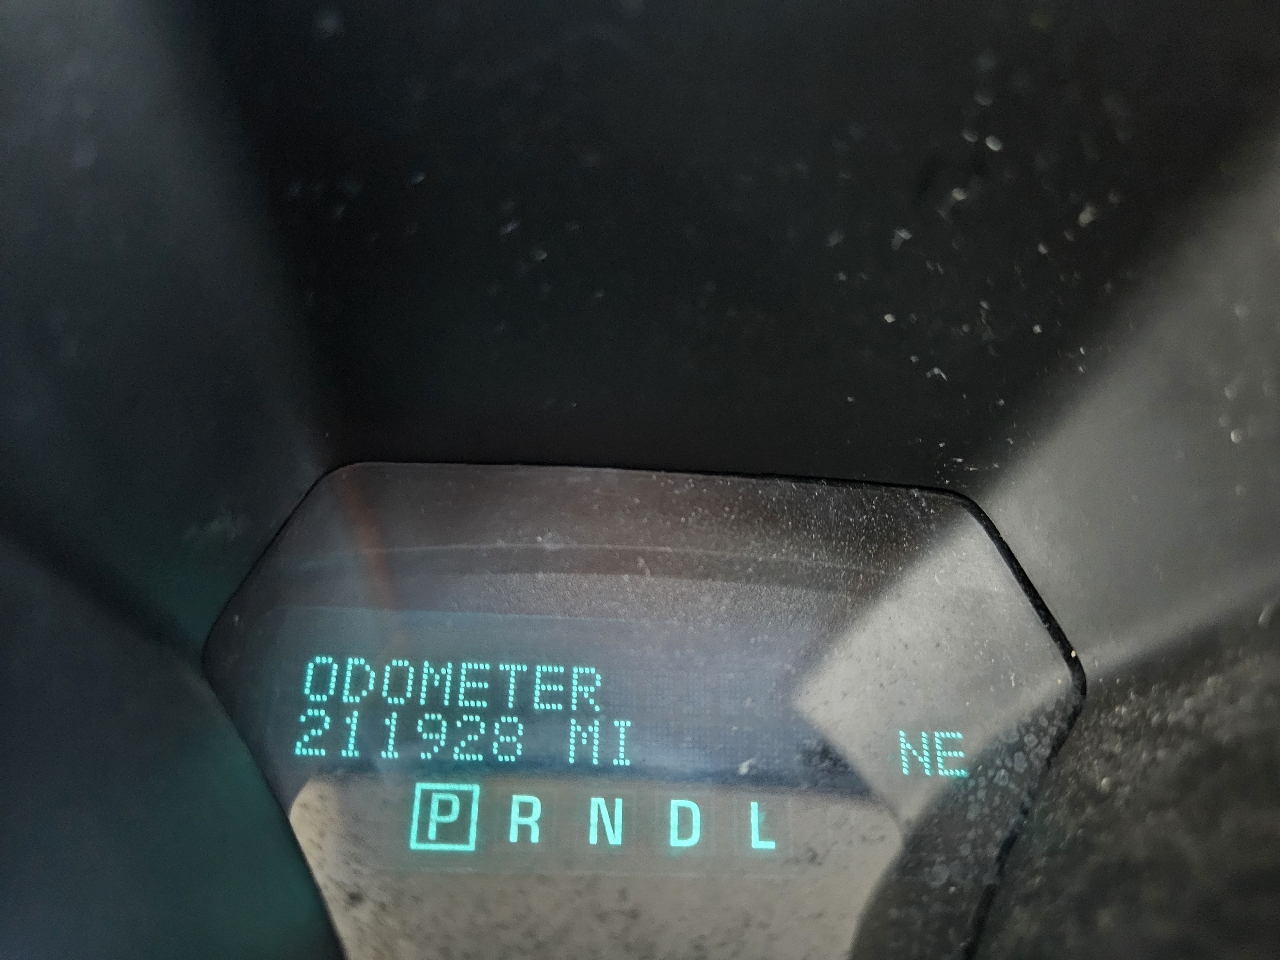 ODOMETER
211928 MI NE
P R N D L